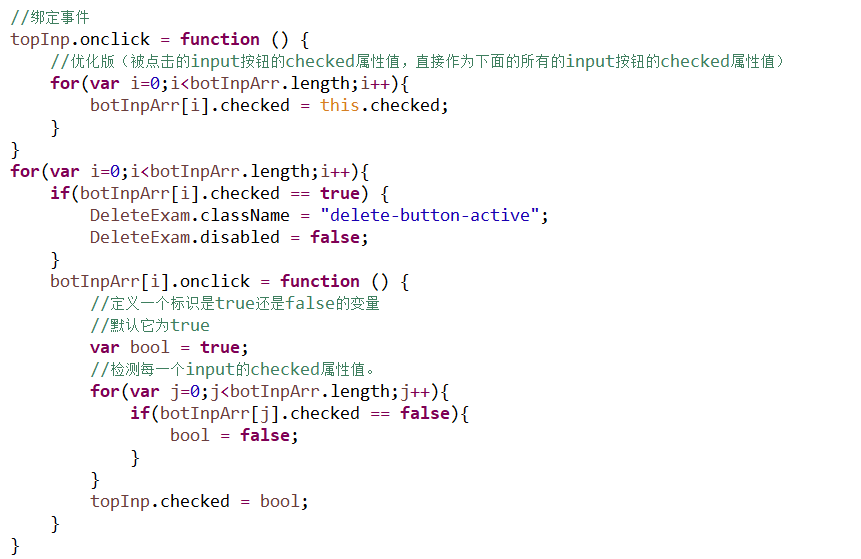 //绑定事件
topInp.onclick = function () {
    //优化版（被点击的input按钮的checked属性值，直接作为下面的所有的input按钮的checked属性值）
    for(var i=0;i<botInpArr.length;i++){
        botInpArr[i].checked = this.checked;
    }
}
for(var i=0;i<botInpArr.length;i++){
    if(botInpArr[i].checked == true) {
        DeleteExam.className = "delete-button-active";
        DeleteExam.disabled = false;
    }
    botInpArr[i].onclick = function () {
        //定义一个标识是true还是false的变量
        //默认它为true
        var bool = true;
        //检测每一个input的checked属性值。
        for(var j=0;j<botInpArr.length;j++){
            if(botInpArr[j].checked == false){
                bool = false;
            }
        }
        topInp.checked = bool;
    }
}